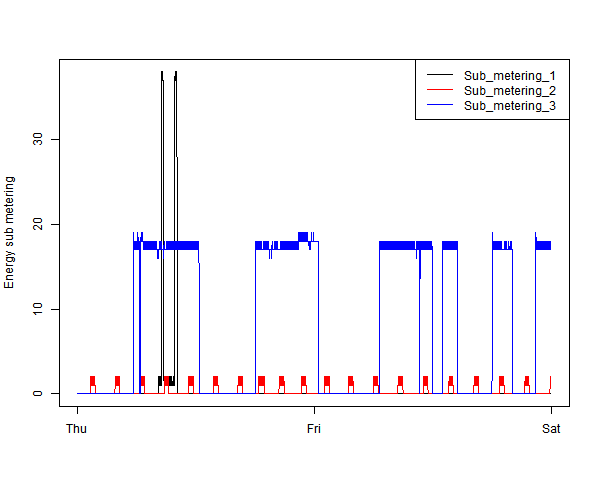 Sub_metering_1
Sub_metering_2
Sub_metering_3
Energy sub metering
30
20
10
0
Thu Fri Sat